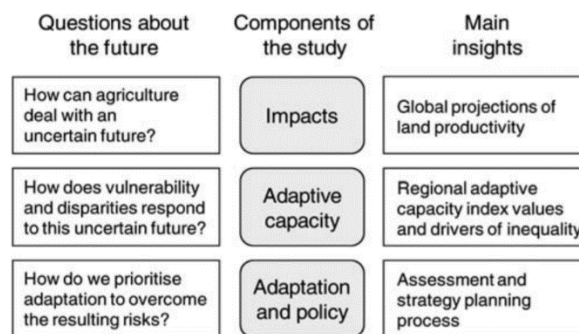 Questions about
the future
Components of
the study
Main
insights
How can agriculture
deal with an
uncertain future?
Impacts
Global projections of
land productivity
How does vulnerability
and disparities respond
to this uncertain future?
Adaptive
capacity
Regional adaptive
capacity index values
and drivers of inequality
How do we prioritise
adaptation to overcome
the resulting risks?
Adaptation
and policy
Assessment and
strategy planning
process